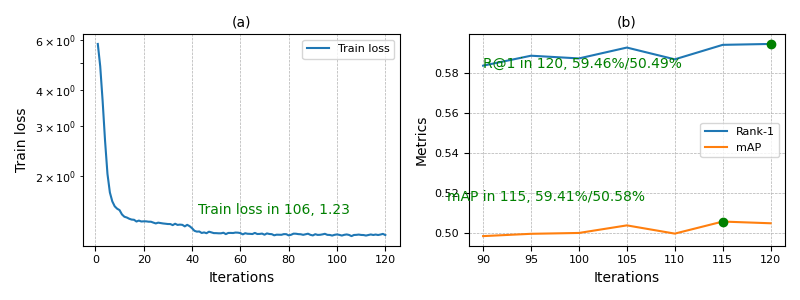 (a)
Train loss
6 × 10⁰
4 × 10⁰
3 × 10⁰
2 × 10⁰
Train loss
Train loss in 106, 1.23
0 20 40 60 80 100 120
Iterations
(b)
Metrics
0.58
0.56
0.54
0.52
0.50
R@1 in 120, 59.46%/50.49%
Rank-1
mAP
mAP in 115, 59.41%/50.58%
90 95 100 105 110 115 120
Iterations